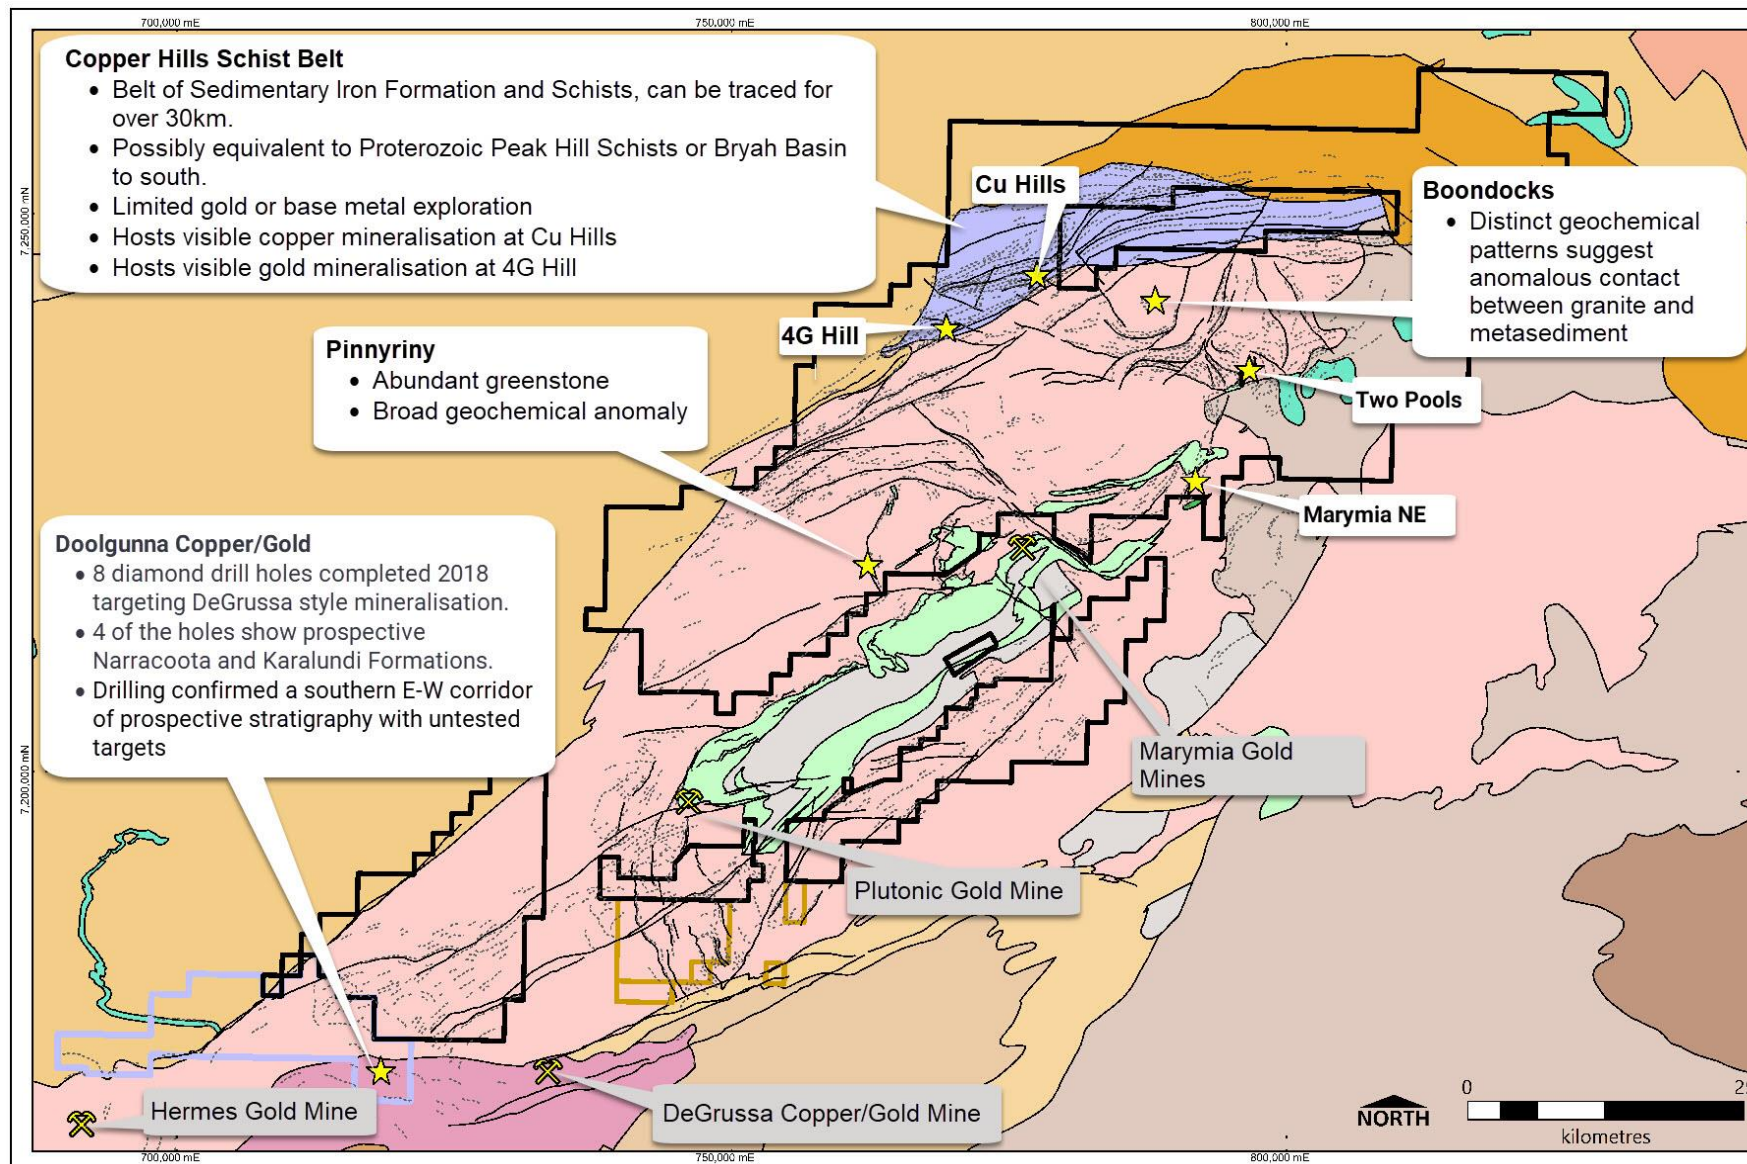 700,000 mE
750,000 mE
800,000 mE
Copper Hills Schist Belt
• Belt of Sedimentary Iron Formation and Schists, can be traced for
over 30km.
• Possibly equivalent to Proterozoic Peak Hill Schists or Bryah Basin
to south.
• Limited gold or base metal exploration
• Hosts visible copper mineralisation at Cu Hills
• Hosts visible gold mineralisation at 4G Hill
Cu Hills
Boondocks
• Distinct geochemical
patterns suggest
anomalous contact
between granite and
metasediment
7,250,000 mN
4G Hill
Pinnyriny
• Abundant greenstone
• Broad geochemical anomaly
Two Pools
Marymia NE
Doolgunna Copper/Gold
• 8 diamond drill holes completed 2018
targeting DeGrussa style mineralisation.
• 4 of the holes show prospective
Narracoota and Karalundi Formations.
• Drilling confirmed a southern E-W corridor
of prospective stratigraphy with untested
targets
Marymia Gold
Mines
7,200,000 mN
Plutonic Gold Mine
Hermes Gold Mine
DeGrussa Copper/Gold Mine
NORTH
0
kilometres
700,000 mE
750,000 mE
800,000 mE